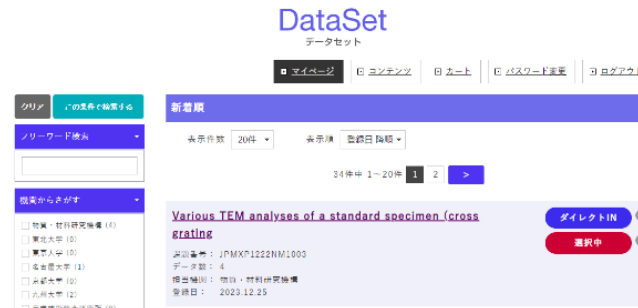 DataSet
データセット
マイページ
コンテンツ
カート
パスワード変更
ログアウ
クリア
この条件で検索する
新着順
フリーワード検索
表示件数
20件
表示順
登録日 降順
34件中 1～20件
1
2
>
機関からさがす
物質・材料研究機構 (4)
東北大学 (0)
東京大学 (0)
名古屋大学 (1)
京都大学 (0)
九州大学 (2)
Various TEM analyses of a standard specimen (cross
grating
課題番号： JPMXP1222NM1003
データ数： 4
担当機関： 物質・材料研究機構
登録日： 2023.12.25
ダイレクトIN
選択中